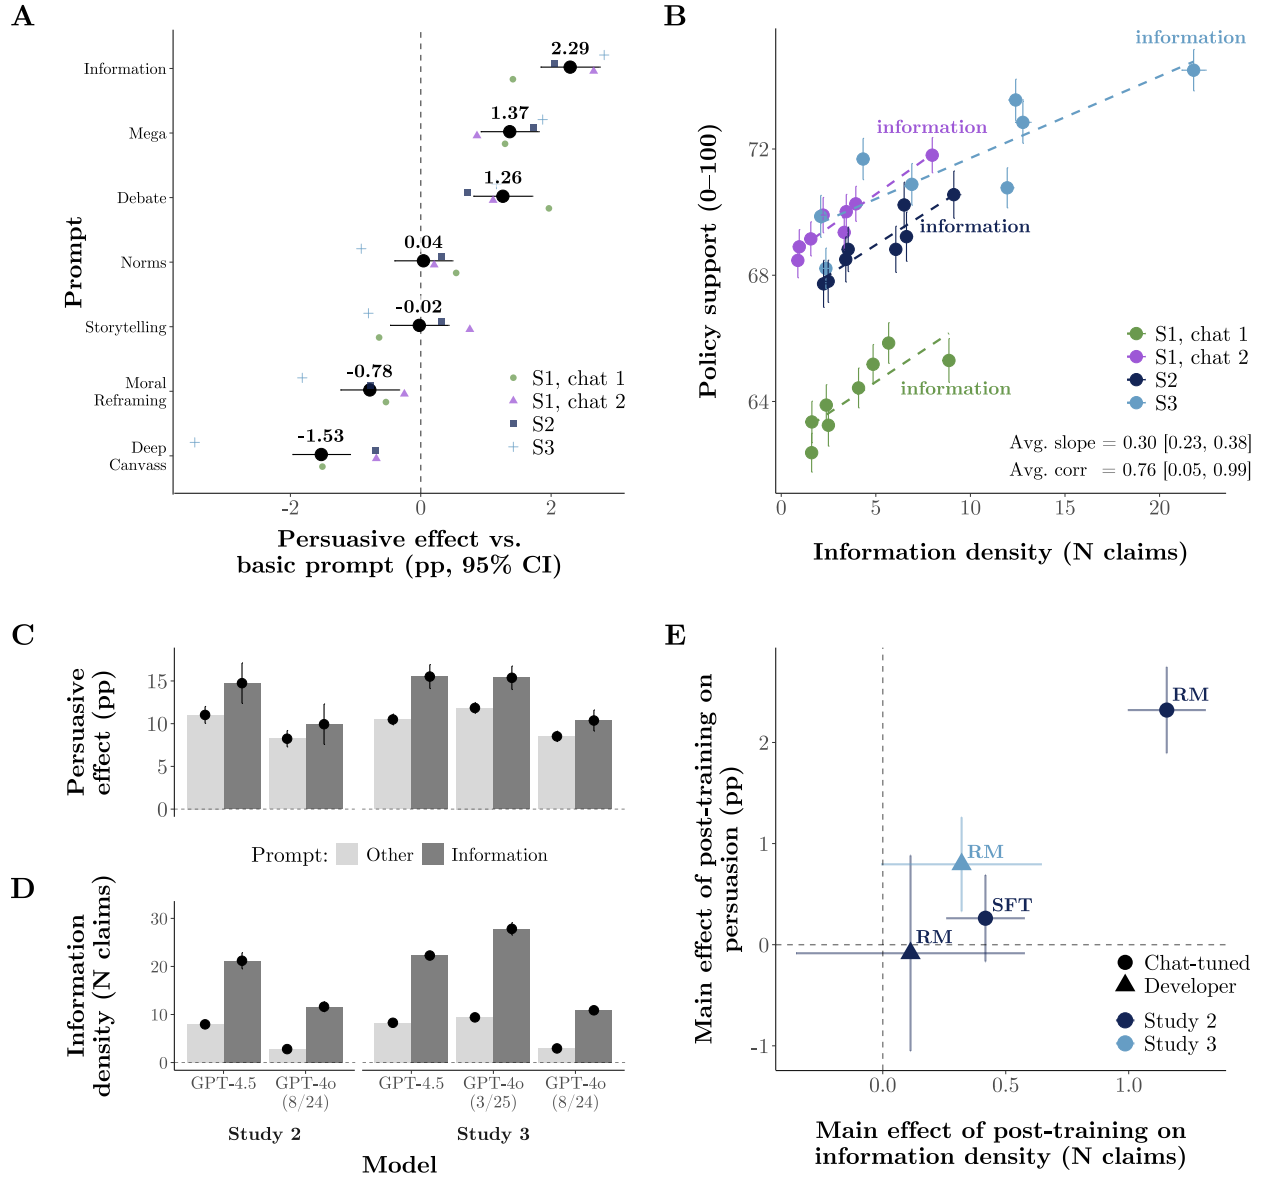 A
Prompt
Information
Mega
Debate
Norms
Storytelling
Moral
Reframing
Deep
Canvass
2.29
1.37
1.26
0.04
-0.02
-0.78
-1.53
S1, chat 1
S1, chat 2
S2
S3
-2
0
2
Persuasive effect vs.
basic prompt (pp, 95% CI)
B
Policy support (0–100)
72
68
64
information
information
information
information
S1, chat 1
S1, chat 2
S2
S3
Avg. slope = 0.30 [0.23, 0.38]
Avg. corr = 0.76 [0.05, 0.99]
0
5
10
15
20
Information density (N claims)
C
Persuasive
effect (pp)
15
10
5
0
Prompt:
Other
Information
D
Information
density (N claims)
30
20
10
0
GPT-4.5
GPT-4o
(8/24)
GPT-4.5
GPT-4o
(3/25)
GPT-4o
(8/24)
Study 2
Study 3
Model
E
Main effect of post-training on
persuasion (pp)
2
1
0
-1
RM
RM
SFT
RM
Chat-tuned
Developer
Study 2
Study 3
0.0
0.5
1.0
Main effect of post-training on
information density (N claims)